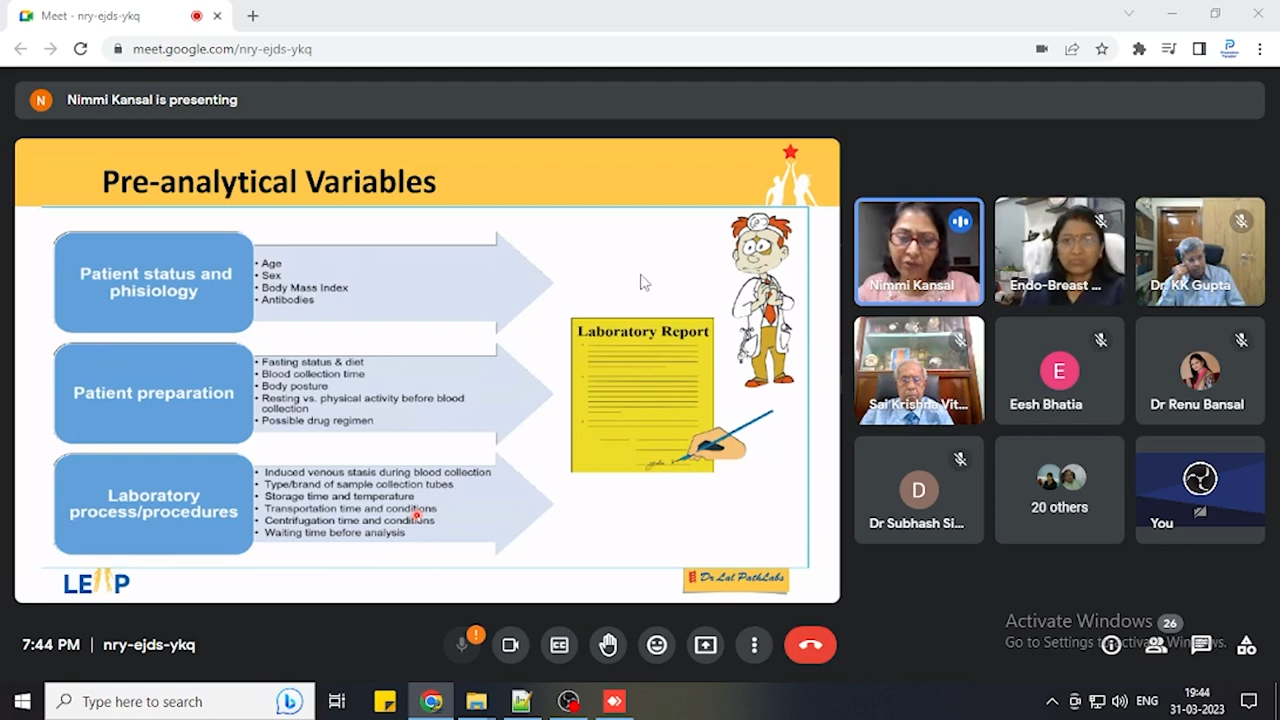 Meet - nry-ejds-ykq
meet.google.com/nry-ejds-ykq
N
Nimmi Kansal is presenting
Pre-analytical Variables
Patient status and
phisiology
• Age
• Sex
• Body Mass Index
• Antibodies
Patient preparation
• Fasting status & diet
• Blood collection time
• Body posture
• Resting vs. physical activity before blood
collection
• Possible drug regimen
Laboratory
process/procedures
• Induced venous stasis during blood collection
• Type/brand of sample collection tubes
• Storage time and temperature
• Transportation time and conditions
• Centrifugation time and conditions
• Waiting time before analysis
Laboratory Report
LEAP
Dr Lal PathLabs
Nimmi Kansal
Endo-Breast ...
Dr. KK Gupta
Sai Krishna Vit...
E
Eesh Bhatia
Dr Renu Bansal
D
Dr Subhash Si...
20 others
You
Activate Windows
Go to Settings to activate Windows.
26
7:44 PM | nry-ejds-ykq
CC
Type here to search
ENG
19:44
31-03-2023